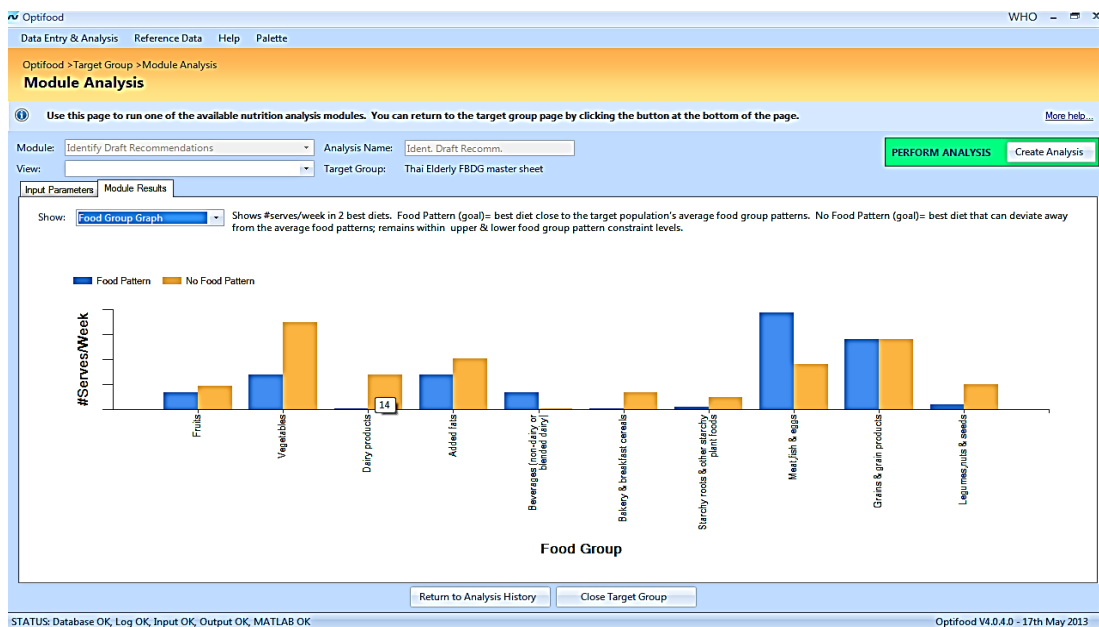 Optifood
WHO
Data Entry & Analysis Reference Data Help Palette
Optifood >Target Group >Module Analysis
Module Analysis
Use this page to run one of the available nutrition analysis modules. You can return to the target group page by clicking the button at the bottom of the page.
More help...
Module: Identify Draft Recommendations Analysis Name: Ident. Draft Recomm.
PERFORM ANALYSIS Create Analysis
View: Target Group: Thai Elderly FBDG master sheet
Input Parameters Module Results
Show: Food Group Graph Shows #serves/week in 2 best diets. Food Pattern (goal)= best diet close to the target population's average food group patterns. No Food Pattern (goal)= best diet that can deviate away
from the average food patterns; remains within upper & lower food group pattern constraint levels.
Food Pattern No Food Pattern
#Serves/Week
14
Fruits
Vegetables
Dairy products
Added fats
Beverages (non-dairy or
blended dairy)
Bakery & breakfast cereals
Starchy roots & other starchy
plant foods
Meat,fish & eggs
Grains & grain products
Legumes,nuts & seeds
Food Group
Return to Analysis History Close Target Group
STATUS: Database OK, Log OK, Input OK, Output OK, MATLAB OK
Optifood V4.0.4.0 - 17th May 2013